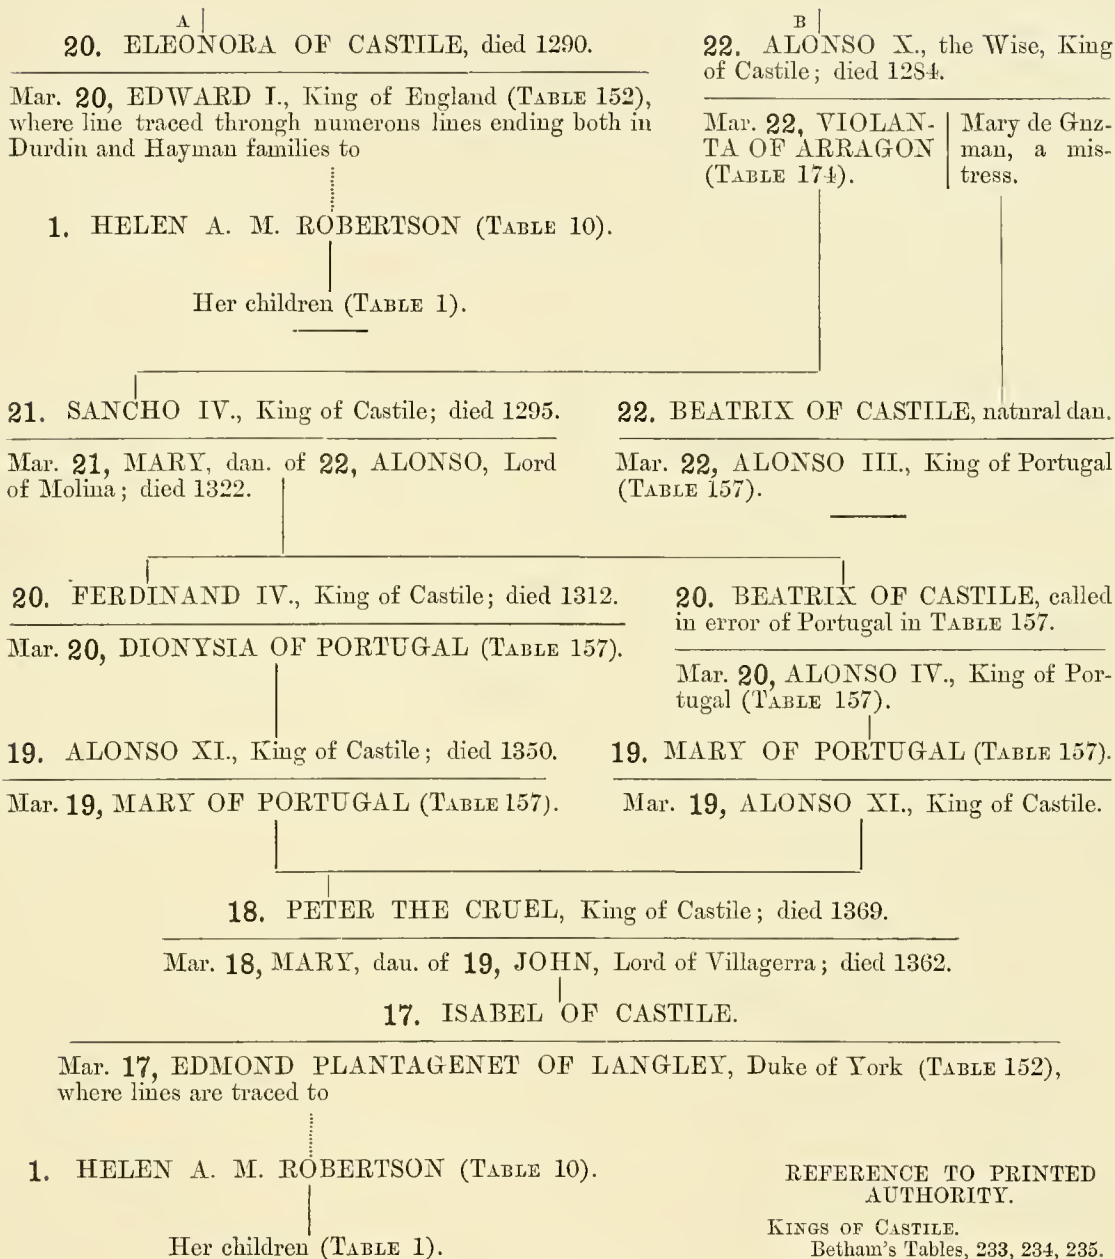 A
20. ELEONORA OF CASTILE, died 1290.
Mar. 20, EDWARD I., King of England (TABLE 152),
where line traced through numerous lines ending both in
Durdin and Hayman families to
1. HELEN A. M. ROBERTSON (TABLE 10).
Her children (TABLE 1).
B
22. ALONSO X., the Wise, King
of Castile; died 1284.
Mar. 22, VIOLAN-
TA OF ARRAGON
(TABLE 174).
Mary de Guz-
man, a mis-
tress.
21. SANCHO IV., King of Castile; died 1295.
Mar. 21, MARY, dau. of 22, ALONSO, Lord
of Molina; died 1322.
22. BEATRIX OF CASTILE, natural dau.
Mar. 22, ALONSO III., King of Portugal
(TABLE 157).
20. FERDINAND IV., King of Castile; died 1312.
Mar. 20, DIONYSIA OF PORTUGAL (TABLE 157).
20. BEATRIX OF CASTILE, called
in error of Portugal in TABLE 157.
Mar. 20, ALONSO IV., King of Por-
tugal (TABLE 157).
19. ALONSO XI., King of Castile; died 1350.
Mar. 19, MARY OF PORTUGAL (TABLE 157).
19. MARY OF PORTUGAL (TABLE 157).
Mar. 19, ALONSO XI., King of Castile.
18. PETER THE CRUEL, King of Castile; died 1369.
Mar. 18, MARY, dau. of 19, JOHN, Lord of Villagerra; died 1362.
17. ISABEL OF CASTILE.
Mar. 17, EDMOND PLANTAGENET OF LANGLEY, Duke of York (TABLE 152),
where lines are traced to
1. HELEN A. M. ROBERTSON (TABLE 10).
Her children (TABLE 1).
REFERENCE TO PRINTED
AUTHORITY.
KINGS OF CASTILE.
Betham's Tables, 233, 234, 235.